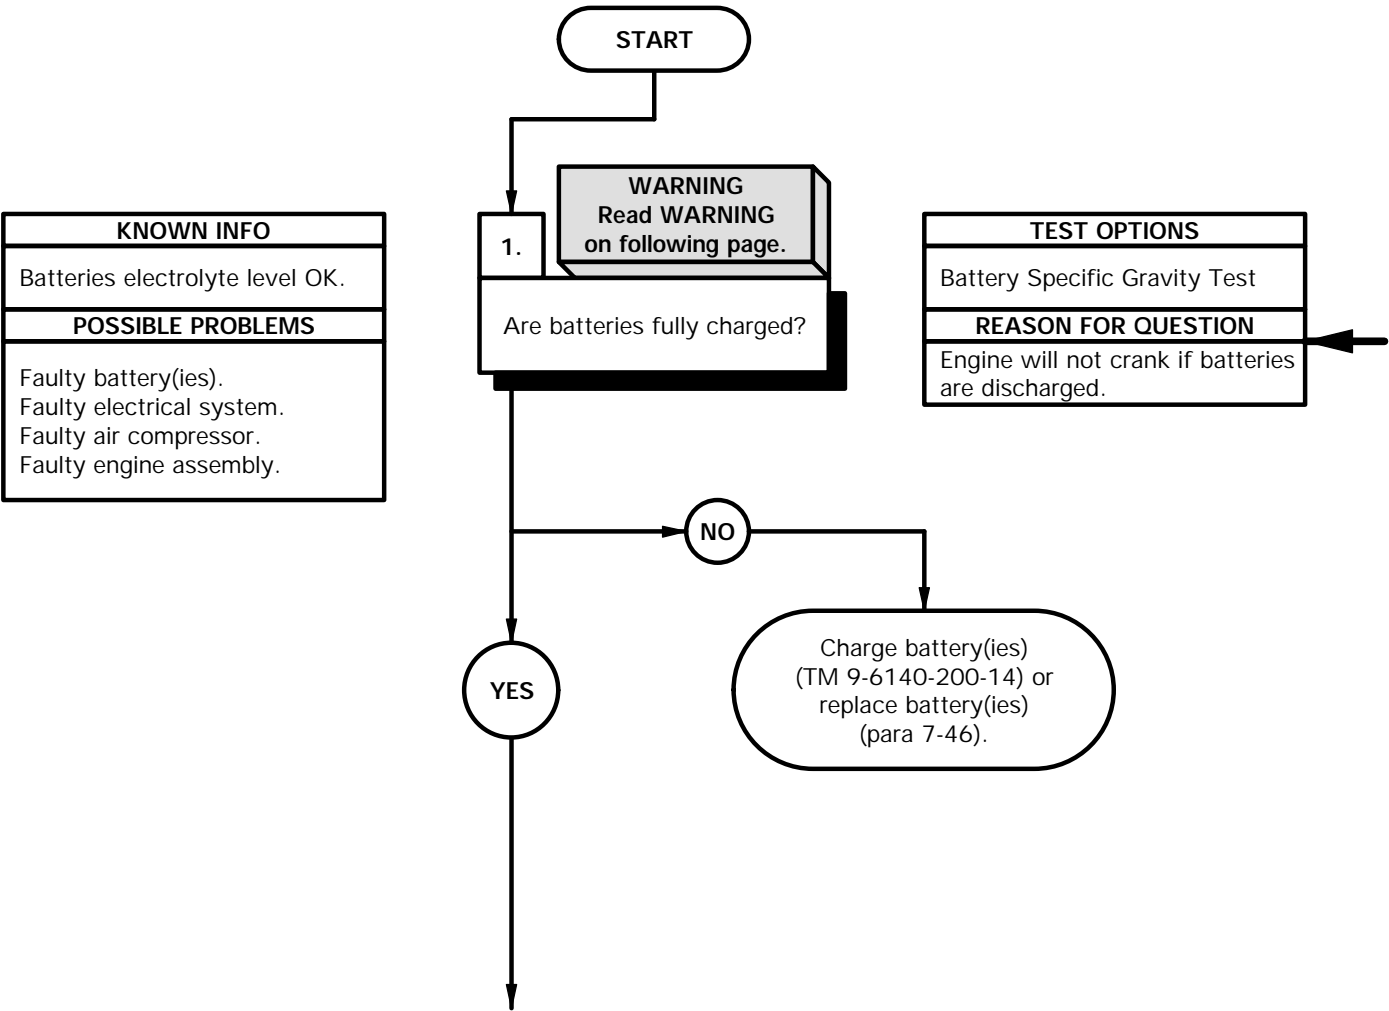 START
WARNING
Read WARNING
on following page.
1.
Are batteries fully charged?
KNOWN INFO
Batteries electrolyte level OK.
POSSIBLE PROBLEMS
Faulty battery(ies).
Faulty electrical system.
Faulty air compressor.
Faulty engine assembly.
TEST OPTIONS
Battery Specific Gravity Test
REASON FOR QUESTION
Engine will not crank if batteries
are discharged.
NO
YES
Charge battery(ies)
(TM 9-6140-200-14) or
replace battery(ies)
(para 7-46).